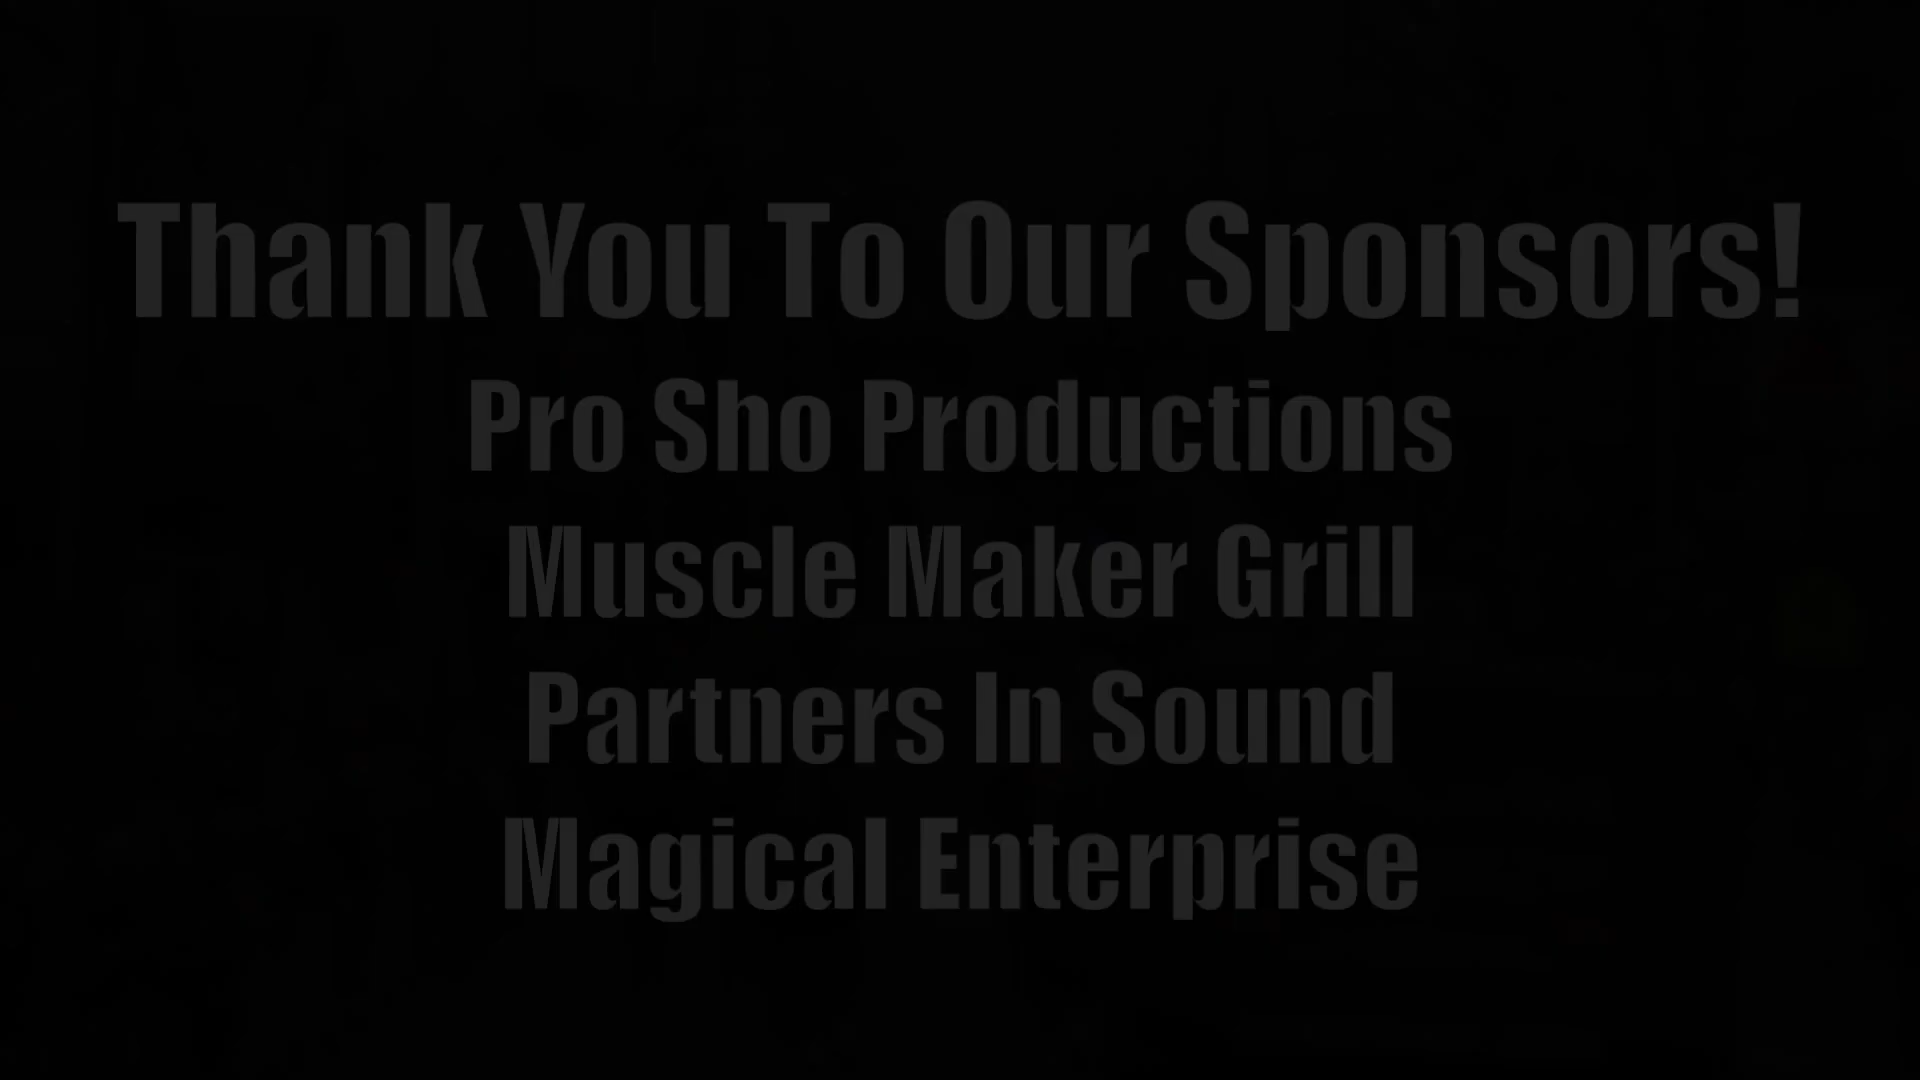 Thank You To Our Sponsors!
Pro Sho Productions
Muscle Maker Grill
Partners In Sound
Magical Enterprise